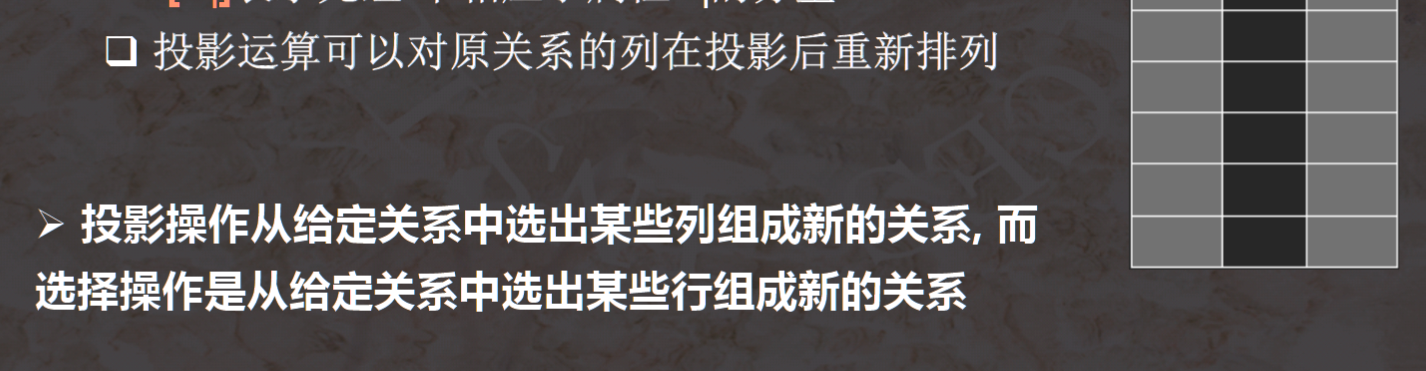 投影运算可以对原关系的列在投影后重新排列
投影操作从给定关系中选出某些列组成新的关系, 而
选择操作是从给定关系中选出某些行组成新的关系